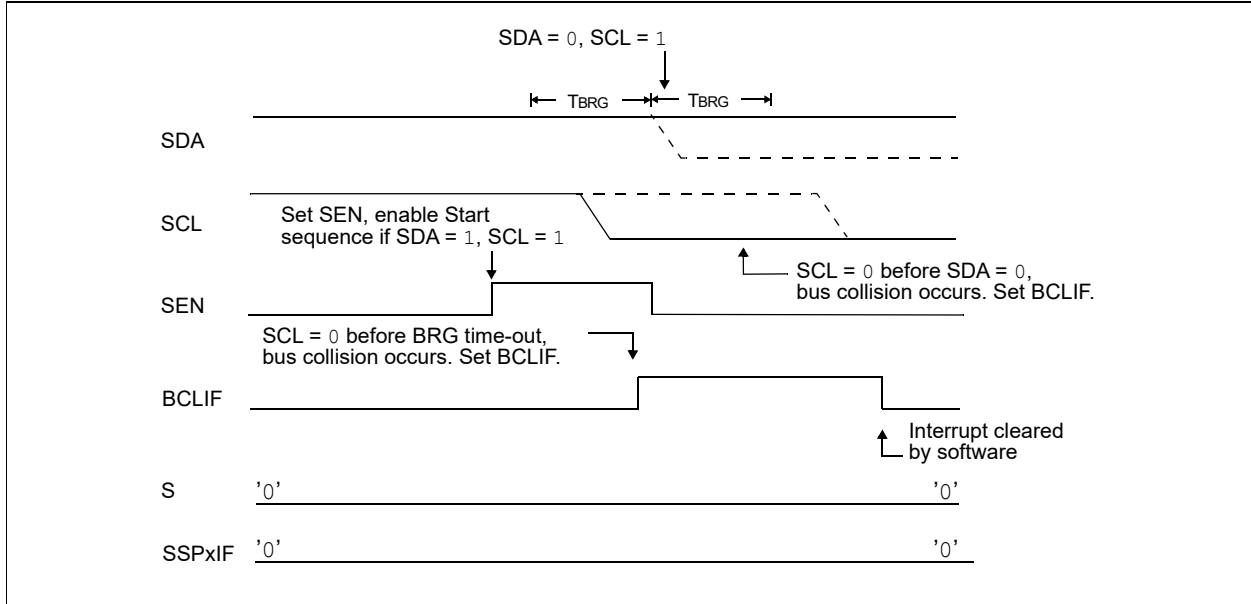 SDA = 0, SCL = 1
TBRG TBRG
SDA
SCL
Set SEN, enable Start
sequence if SDA = 1, SCL = 1
SCL = 0 before SDA = 0,
bus collision occurs. Set BCLIF.
SEN
SCL = 0 before BRG time-out,
bus collision occurs. Set BCLIF.
BCLIF
Interrupt cleared
by software
S '0' '0'
SSPxIF '0' '0'